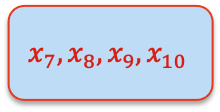 x₇, x₈, x₉, x₁₀